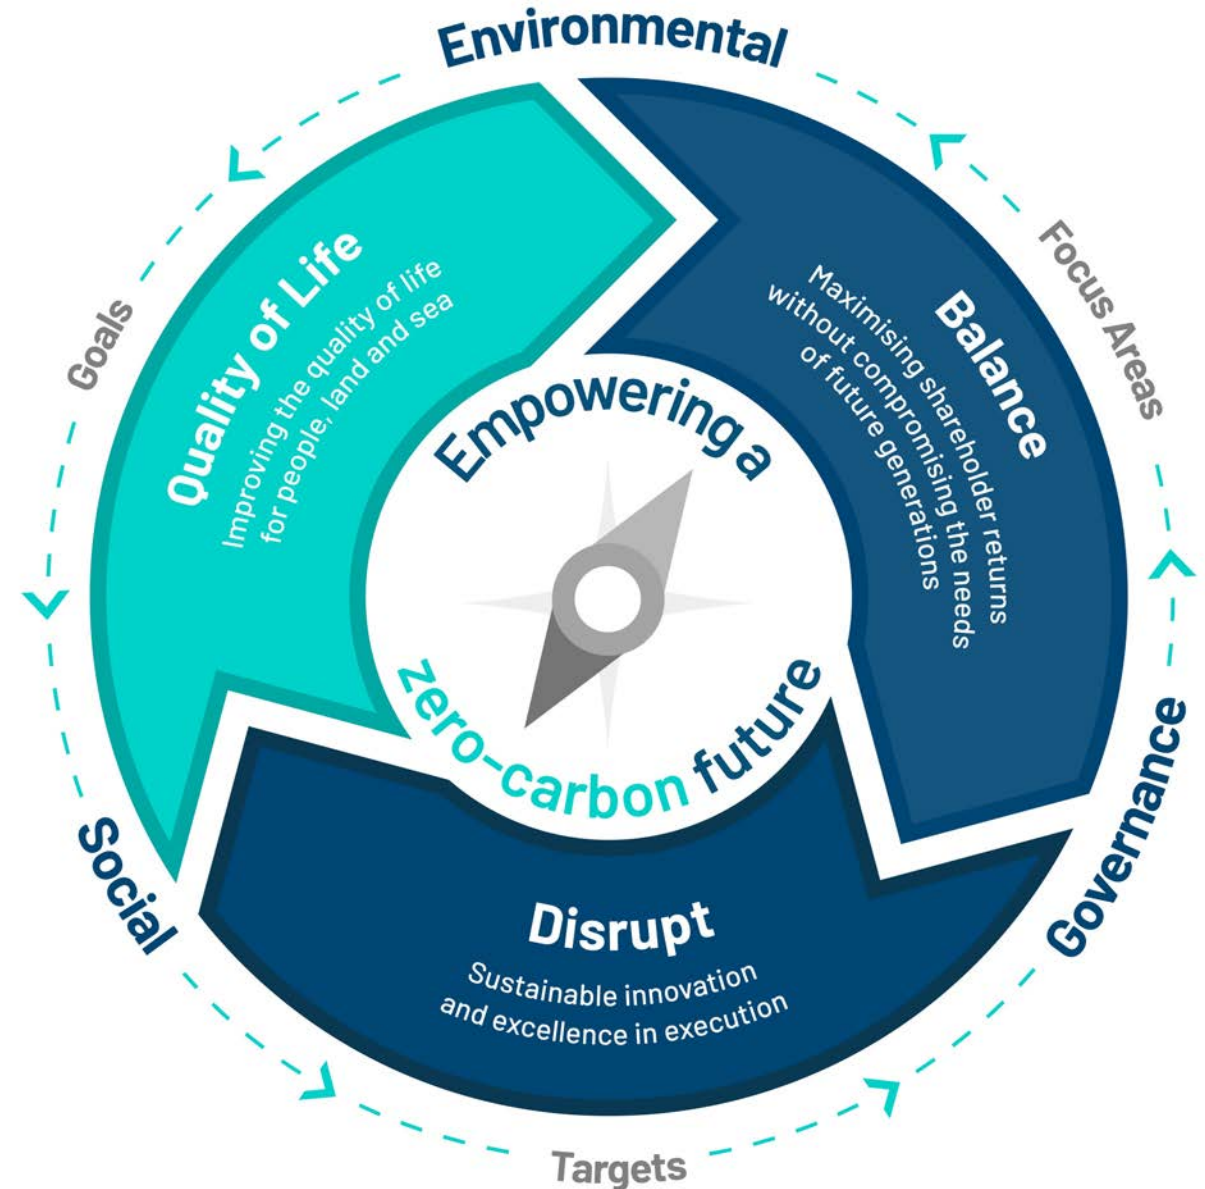 Environmental
Focus Areas
Governance
Targets
Social
Goals
Quality of Life
Improving the quality of life
for people, land and sea
Balance
Maximising shareholder returns
without compromising the needs
of future generations
Disrupt
Sustainable innovation
and excellence in execution
Empowering a
zero-carbon future